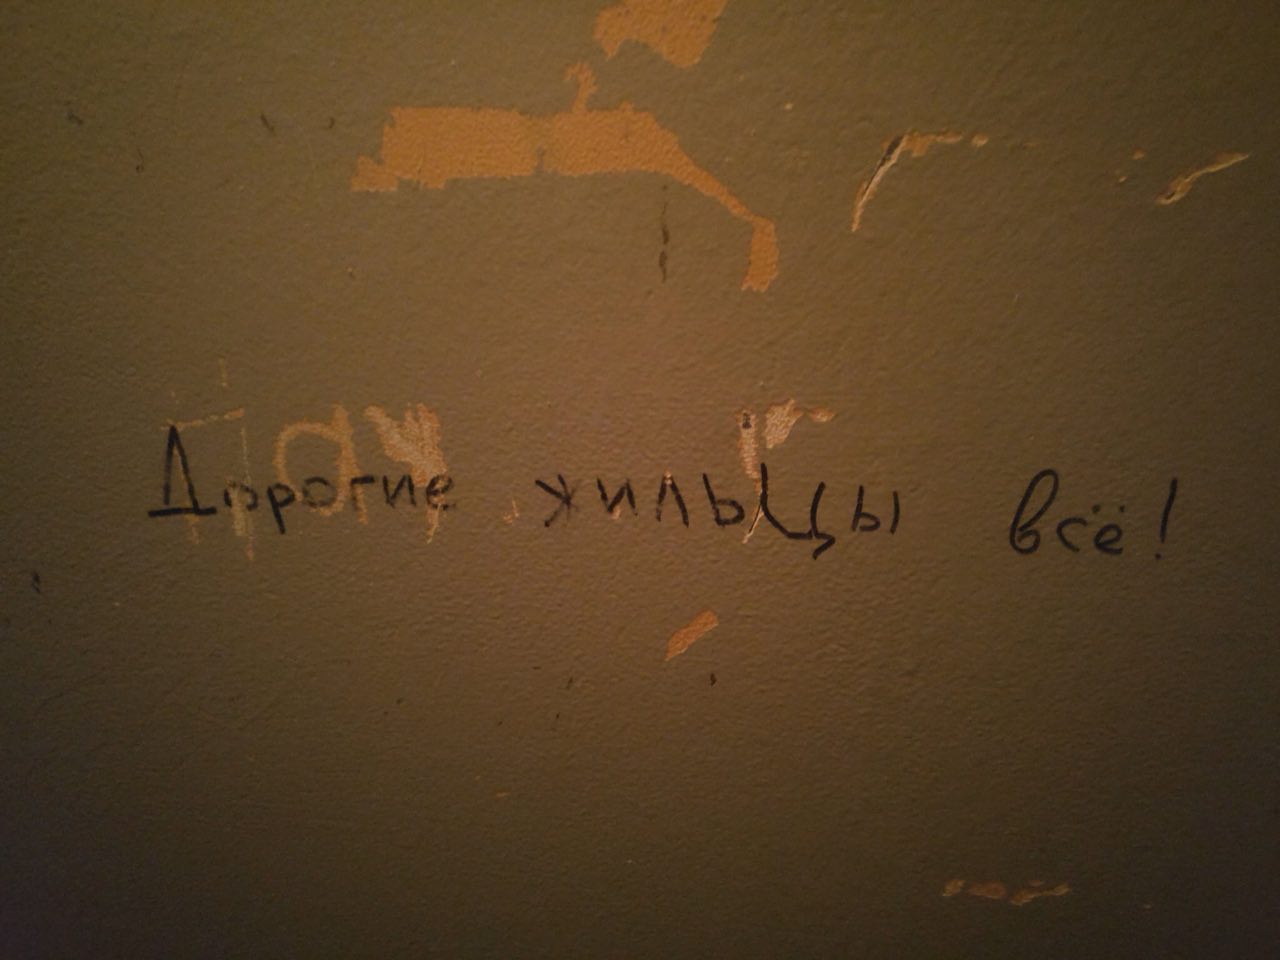 Дорогие жильцы всё!